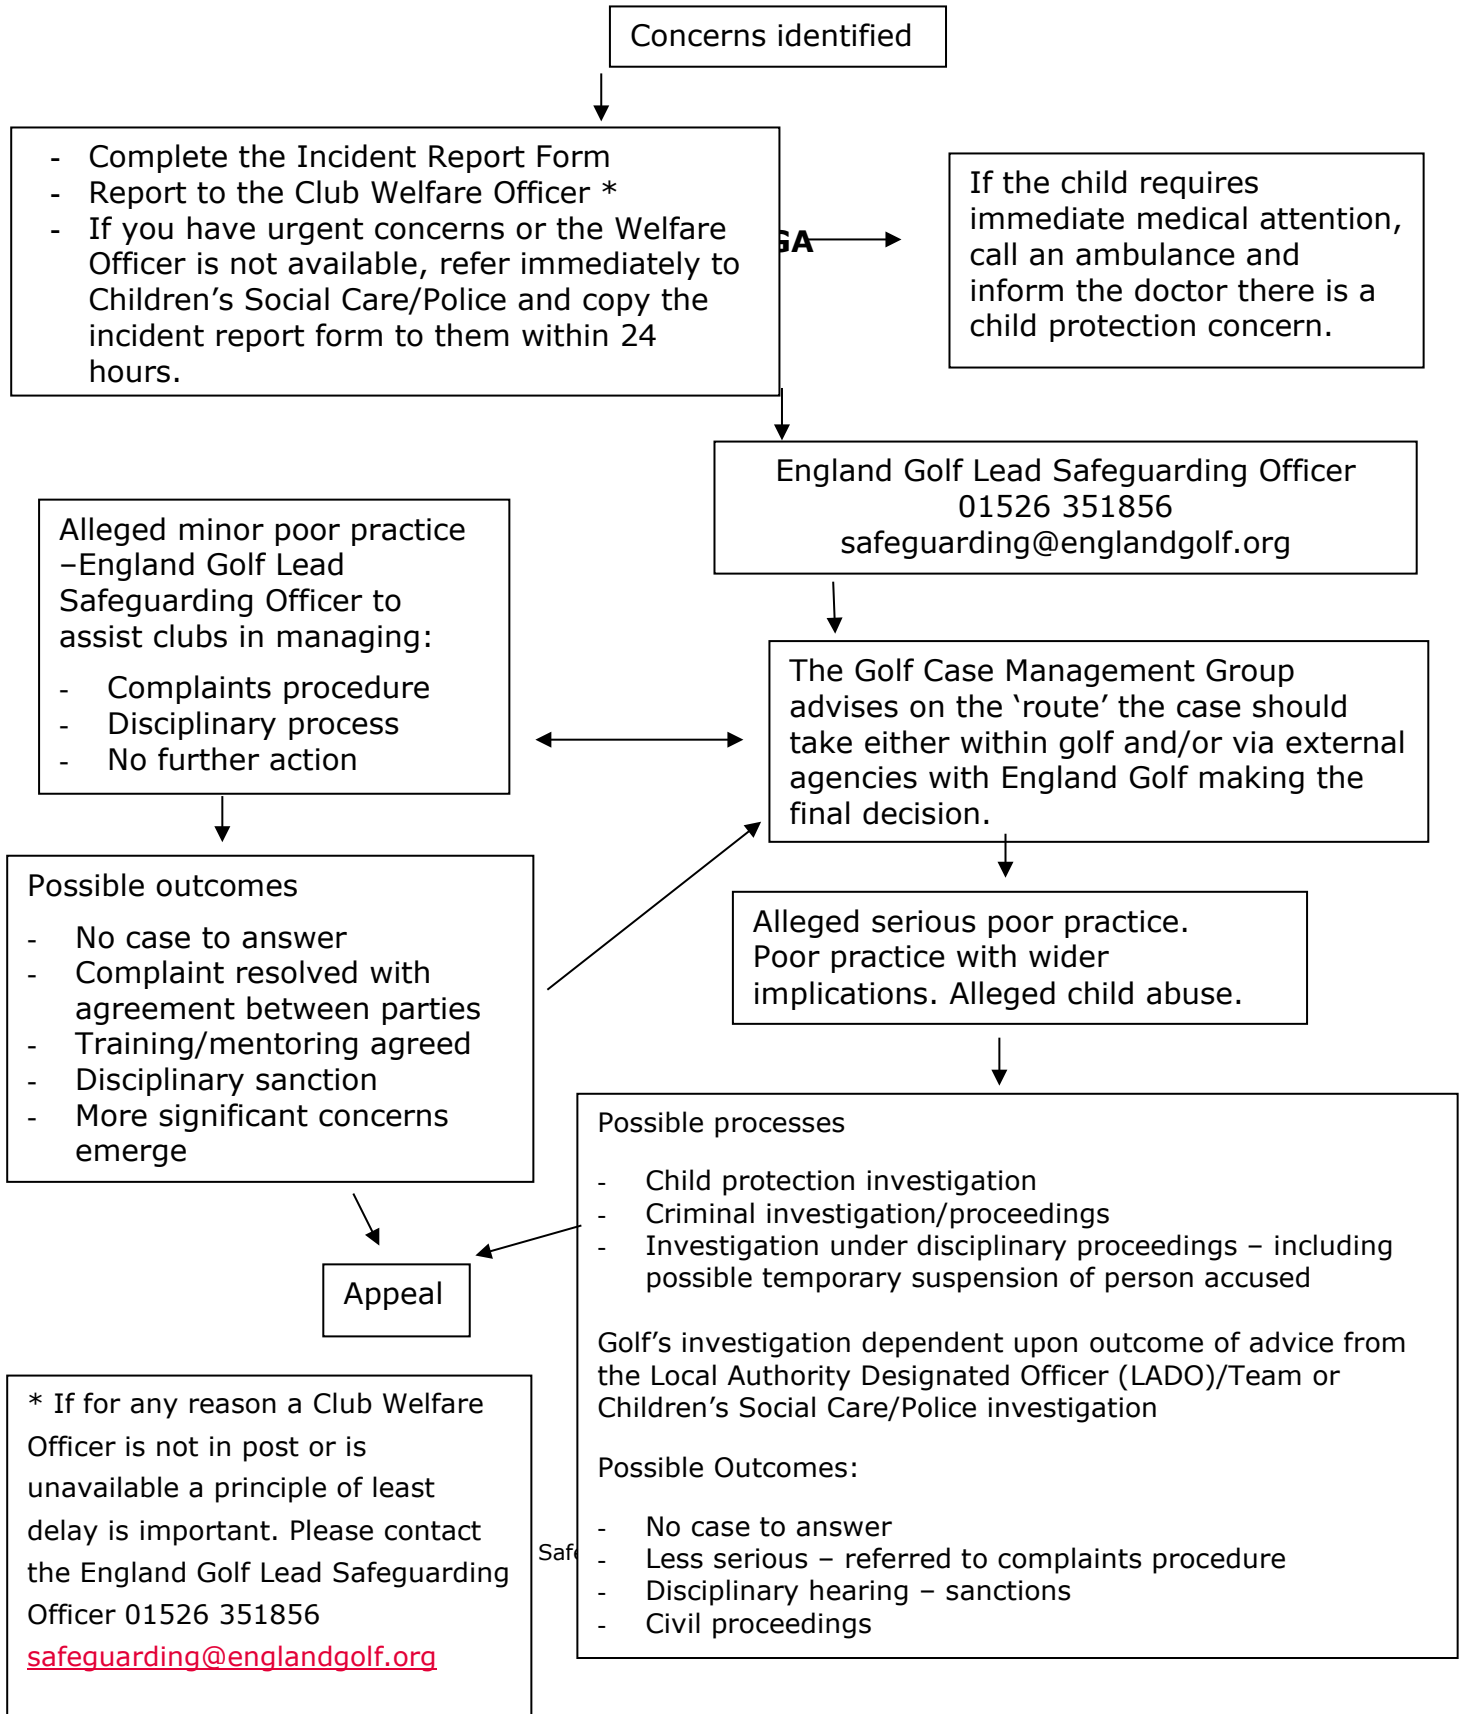 Concerns identified
- Complete the Incident Report Form
- Report to the Club Welfare Officer *
- If you have urgent concerns or the Welfare
Officer is not available, refer immediately to
Children’s Social Care/Police and copy the
incident report form to them within 24
hours.
GA
If the child requires
immediate medical attention,
call an ambulance and
inform the doctor there is a
child protection concern.
England Golf Lead Safeguarding Officer
01526 351856
safeguarding@englandgolf.org
Alleged minor poor practice
–England Golf Lead
Safeguarding Officer to
assist clubs in managing:
- Complaints procedure
- Disciplinary process
- No further action
The Golf Case Management Group
advises on the ‘route’ the case should
take either within golf and/or via external
agencies with England Golf making the
final decision.
Possible outcomes
- No case to answer
- Complaint resolved with
agreement between parties
- Training/mentoring agreed
- Disciplinary sanction
- More significant concerns
emerge
Alleged serious poor practice.
Poor practice with wider
implications. Alleged child abuse.
Possible processes
- Child protection investigation
- Criminal investigation/proceedings
- Investigation under disciplinary proceedings – including
possible temporary suspension of person accused
Golf’s investigation dependent upon outcome of advice from
the Local Authority Designated Officer (LADO)/Team or
Children’s Social Care/Police investigation
Possible Outcomes:
- No case to answer
- Less serious – referred to complaints procedure
- Disciplinary hearing – sanctions
- Civil proceedings
Appeal
* If for any reason a Club Welfare
Officer is not in post or is
unavailable a principle of least
delay is important. Please contact
the England Golf Lead Safeguarding
Officer 01526 351856
safeguarding@englandgolf.org